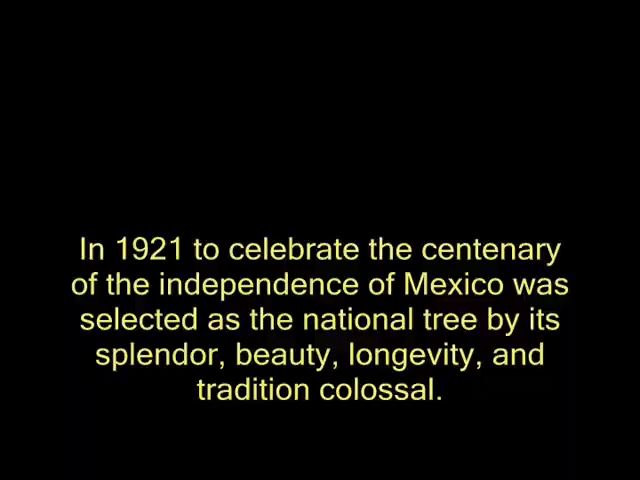 In 1921 to celebrate the centenary
of the independence of Mexico was
selected as the national tree by its
splendor, beauty, longevity, and
tradition colossal.